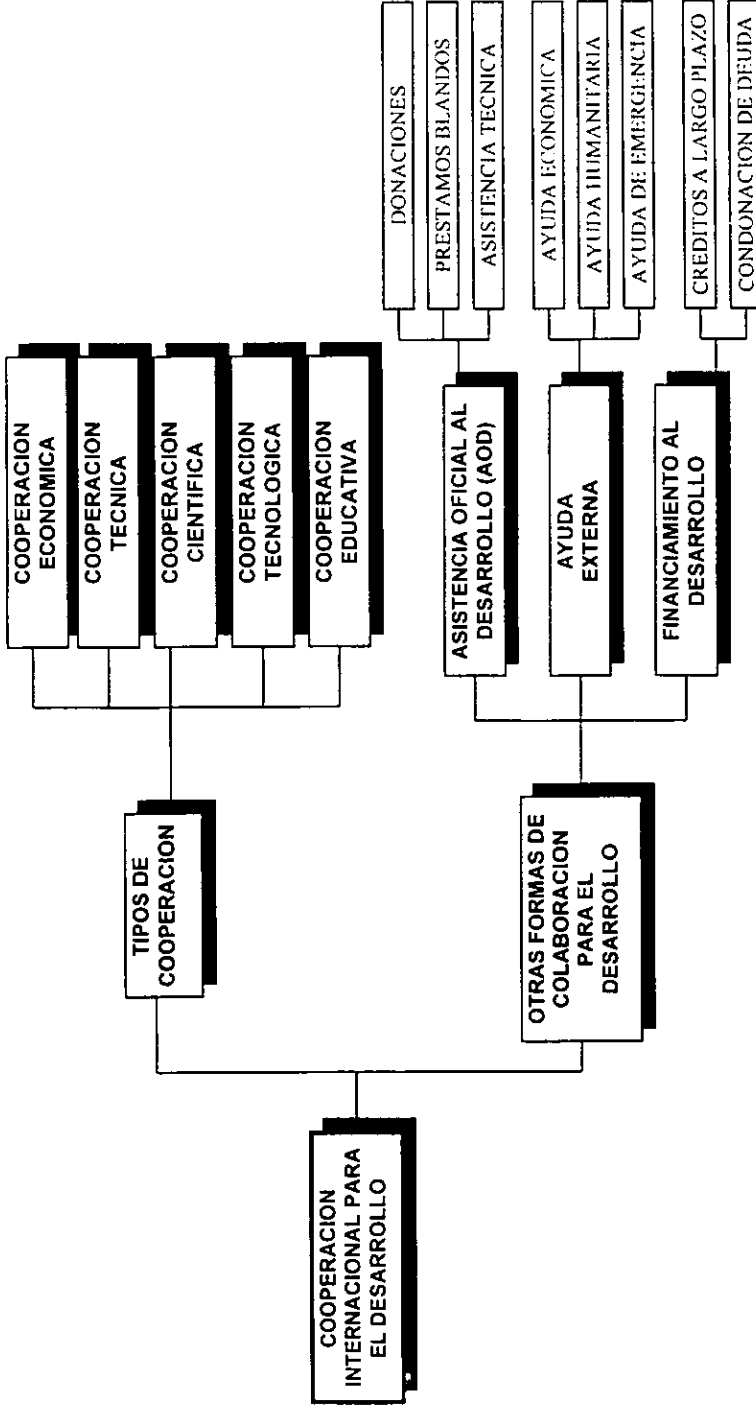 COOPERACION
INTERNACIONAL PARA
EL DESARROLLO
TIPOS DE
COOPERACION
COOPERACION
ECONOMICA
COOPERACION
TECNICA
COOPERACION
CIENTIFICA
COOPERACION
TECNOLOGICA
COOPERACION
EDUCATIVA
OTRAS FORMAS DE
COLABORACION
PARA EL
DESARROLLO
ASISTENCIA OFICIAL AL
DESARROLLO (AOD)
DONACIONES
PRESTAMOS BLANDOS
ASISTENCIA TECNICA
AYUDA
EXTERNA
AYUDA ECONOMICA
AYUDA HUMANITARIA
AYUDA DE EMERGENCIA
FINANCIAMIENTO AL
DESARROLLO
CREDITOS A LARGO PLAZO
CONDONACION DE DEUDA